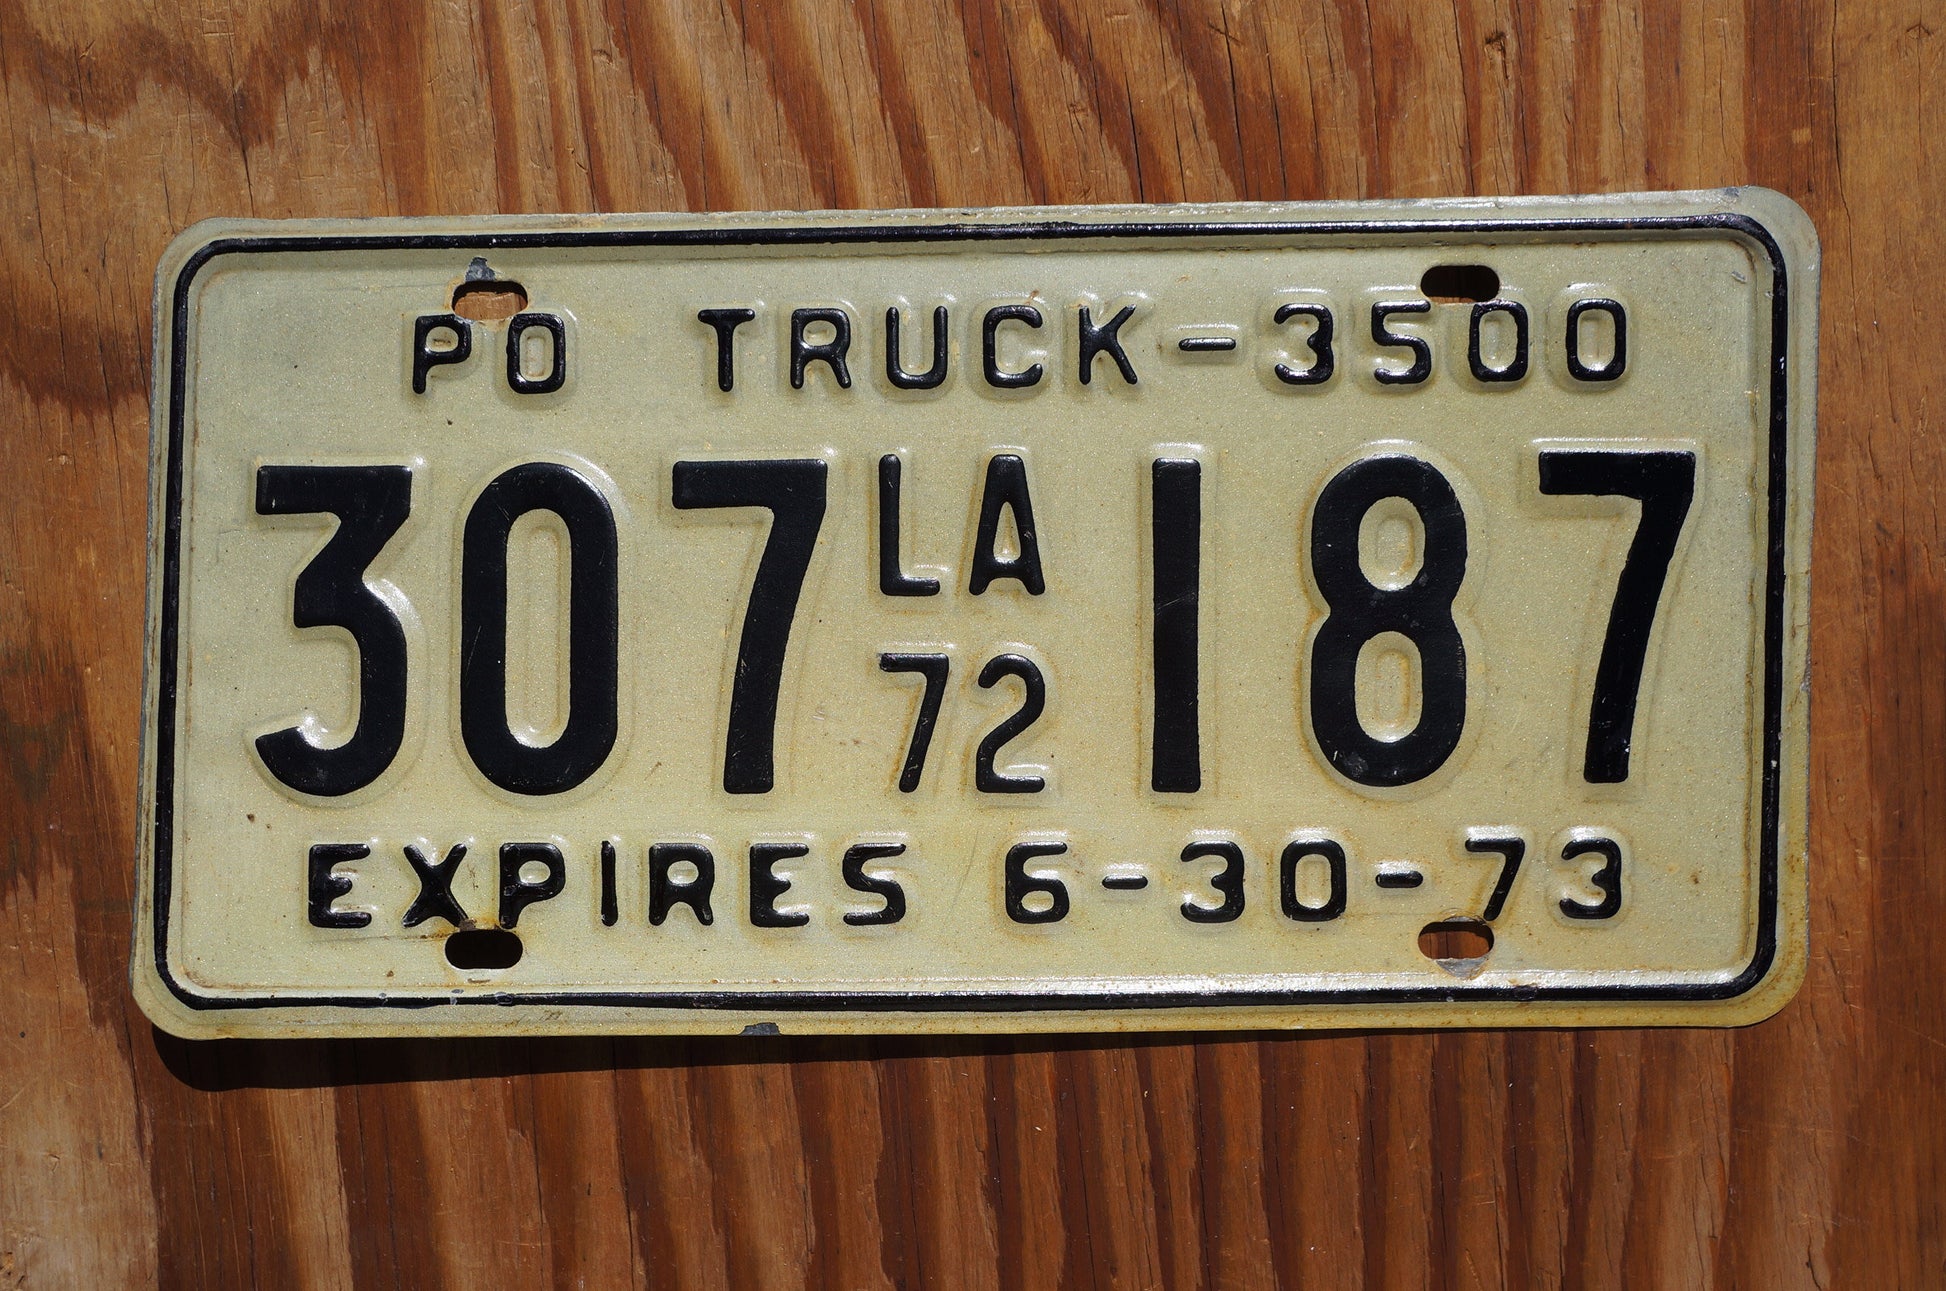 PO TRUCK-3500
307 LA 72 187
EXPIRES 6-30-73